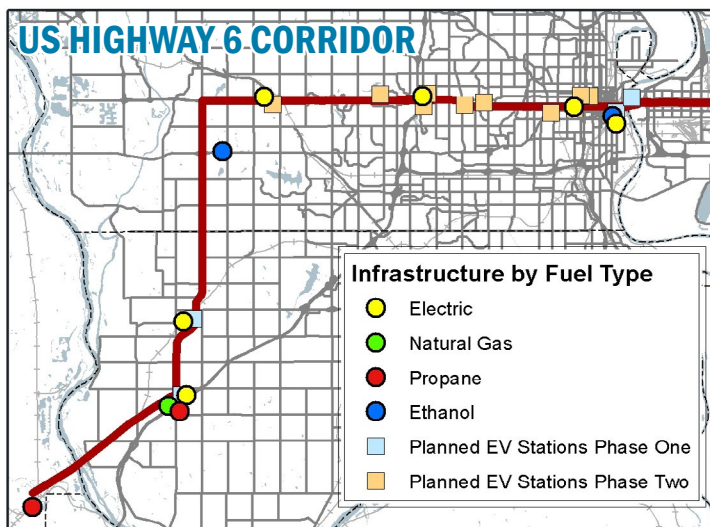 US HIGHWAY 6 CORRIDOR
Infrastructure by Fuel Type
Electric
Natural Gas
Propane
Ethanol
Planned EV Stations Phase One
Planned EV Stations Phase Two